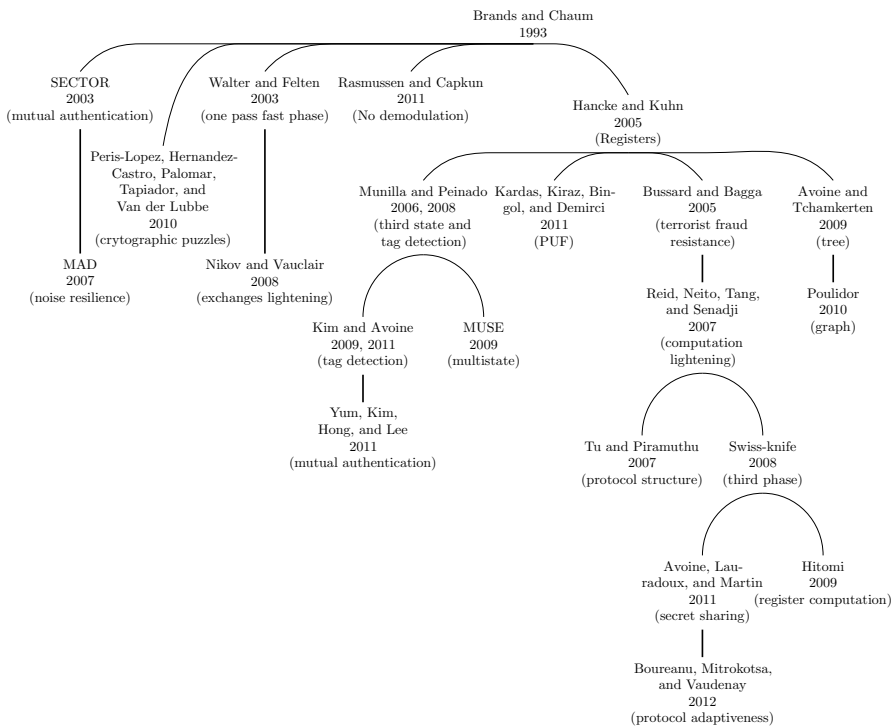 Brands and Chaum
1993
SECTOR
2003
(mutual authentication)
Walter and Felten
2003
(one pass fast phase)
Rasmussen and Capkun
2011
(No demodulation)
Hancke and Kuhn
2005
(Registers)
Peris-Lopez, Hernandez-
Castro, Palomar,
Tapiador, and
Van der Lubbe
2010
(crytographic puzzles)
Munilla and Peinado
2006, 2008
(third state and
tag detection)
Kardas, Kiraz, Bin-
gol, and Demirci
2011
(PUF)
Bussard and Bagga
2005
(terrorist fraud
resistance)
Avoine and
Tchamkerten
2009
(tree)
MAD
2007
(noise resilience)
Nikov and Vauclair
2008
(exchanges lightening)
Reid, Neito, Tang,
and Senadji
2007
(computation
lightening)
Poulidor
2010
(graph)
Kim and Avoine
2009, 2011
(tag detection)
MUSE
2009
(multistate)
Yum, Kim,
Hong, and Lee
2011
(mutual authentication)
Tu and Piramuthu
2007
(protocol structure)
Swiss-knife
2008
(third phase)
Avoine, Lau-
radoux, and Martin
2011
(secret sharing)
Hitomi
2009
(register computation)
Boureanu, Mitrokotsa,
and Vaudenay
2012
(protocol adaptiveness)